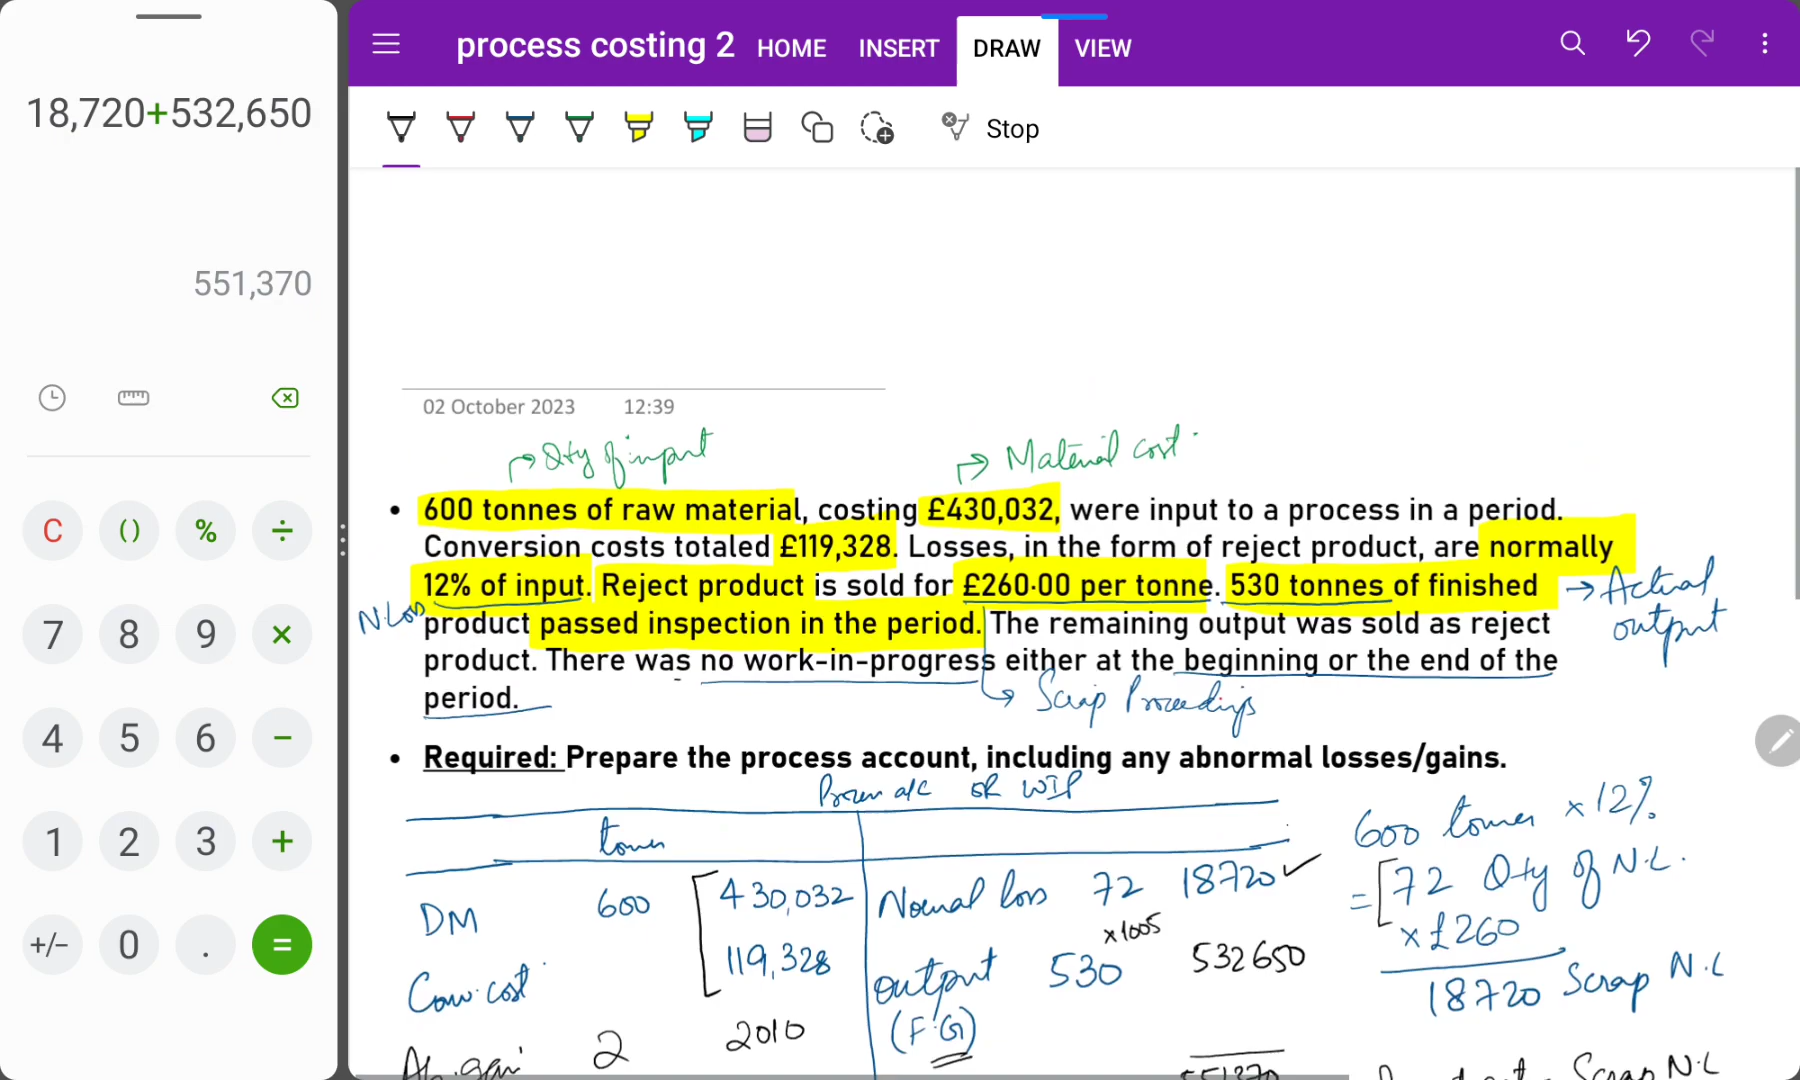 process costing 2 HOME INSERT DRAW VIEW
18,720+532,650
Stop
551,370
02 October 2023 12:39
→ Qty of input → Material cost
• 600 tonnes of raw material, costing £430,032, were input to a process in a period.
Conversion costs totaled £119,328. Losses, in the form of reject product, are normally
12% of input. Reject product is sold for £260.00 per tonne. 530 tonnes of finished → Actual output
N.Loss product passed inspection in the period. The remaining output was sold as reject
product. There was no work-in-progress either at the beginning or the end of the
period. → Scrap Proceedings
• Required: Prepare the process account, including any abnormal losses/gains.
Process a/c OR WIP
tonnes
DM 600 430,032 Normal loss 72 18720 ✓
Conv. cost 119,328 output 530 x1005 532650
(F.G)
Ab. gain 2 2010
551370
600 tonnes x 12%
= 72 Qty of N.L.
x £260
18720 Scrap N.L
Scrap N.L
C () % ÷
7 8 9 ×
4 5 6 −
1 2 3 +
+/− 0 . =